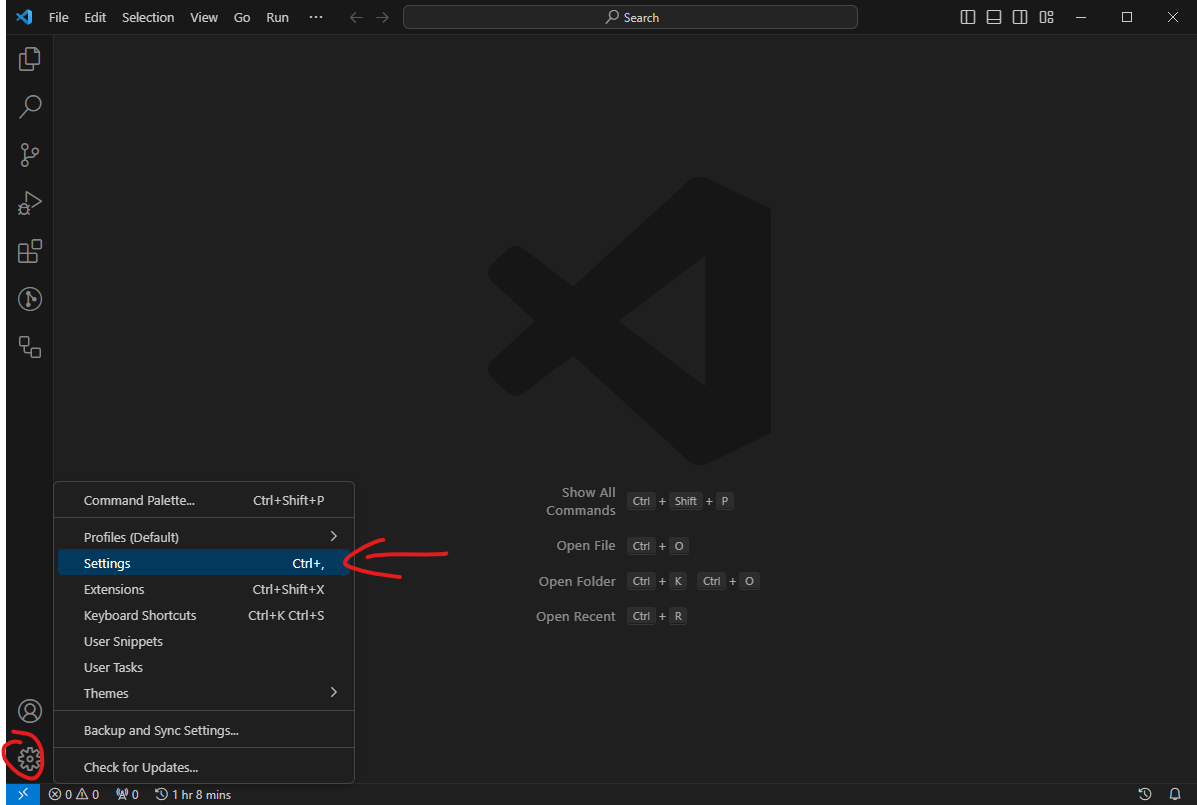 File Edit Selection View Go Run ··· Search
Show All Commands Ctrl + Shift + P
Open File Ctrl + O
Open Folder Ctrl + K Ctrl + O
Open Recent Ctrl + R
Command Palette... Ctrl+Shift+P
Profiles (Default)
Settings Ctrl+,
Extensions Ctrl+Shift+X
Keyboard Shortcuts Ctrl+K Ctrl+S
User Snippets
User Tasks
Themes
Backup and Sync Settings...
Check for Updates...
0 0 0 1 hr 8 mins